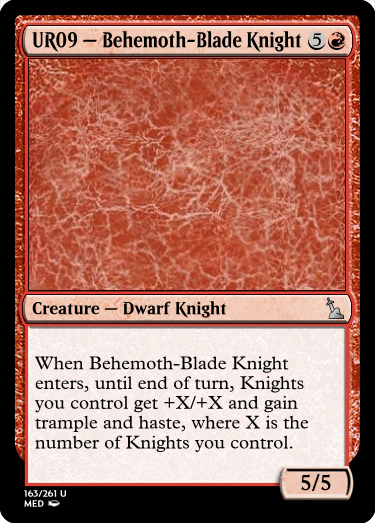 UR09 — Behemoth-Blade Knight 5
Creature — Dwarf Knight
When Behemoth-Blade Knight
enters, until end of turn, Knights
you control get +X/+X and gain
trample and haste, where X is the
number of Knights you control.
5/5
163/261 U
MED